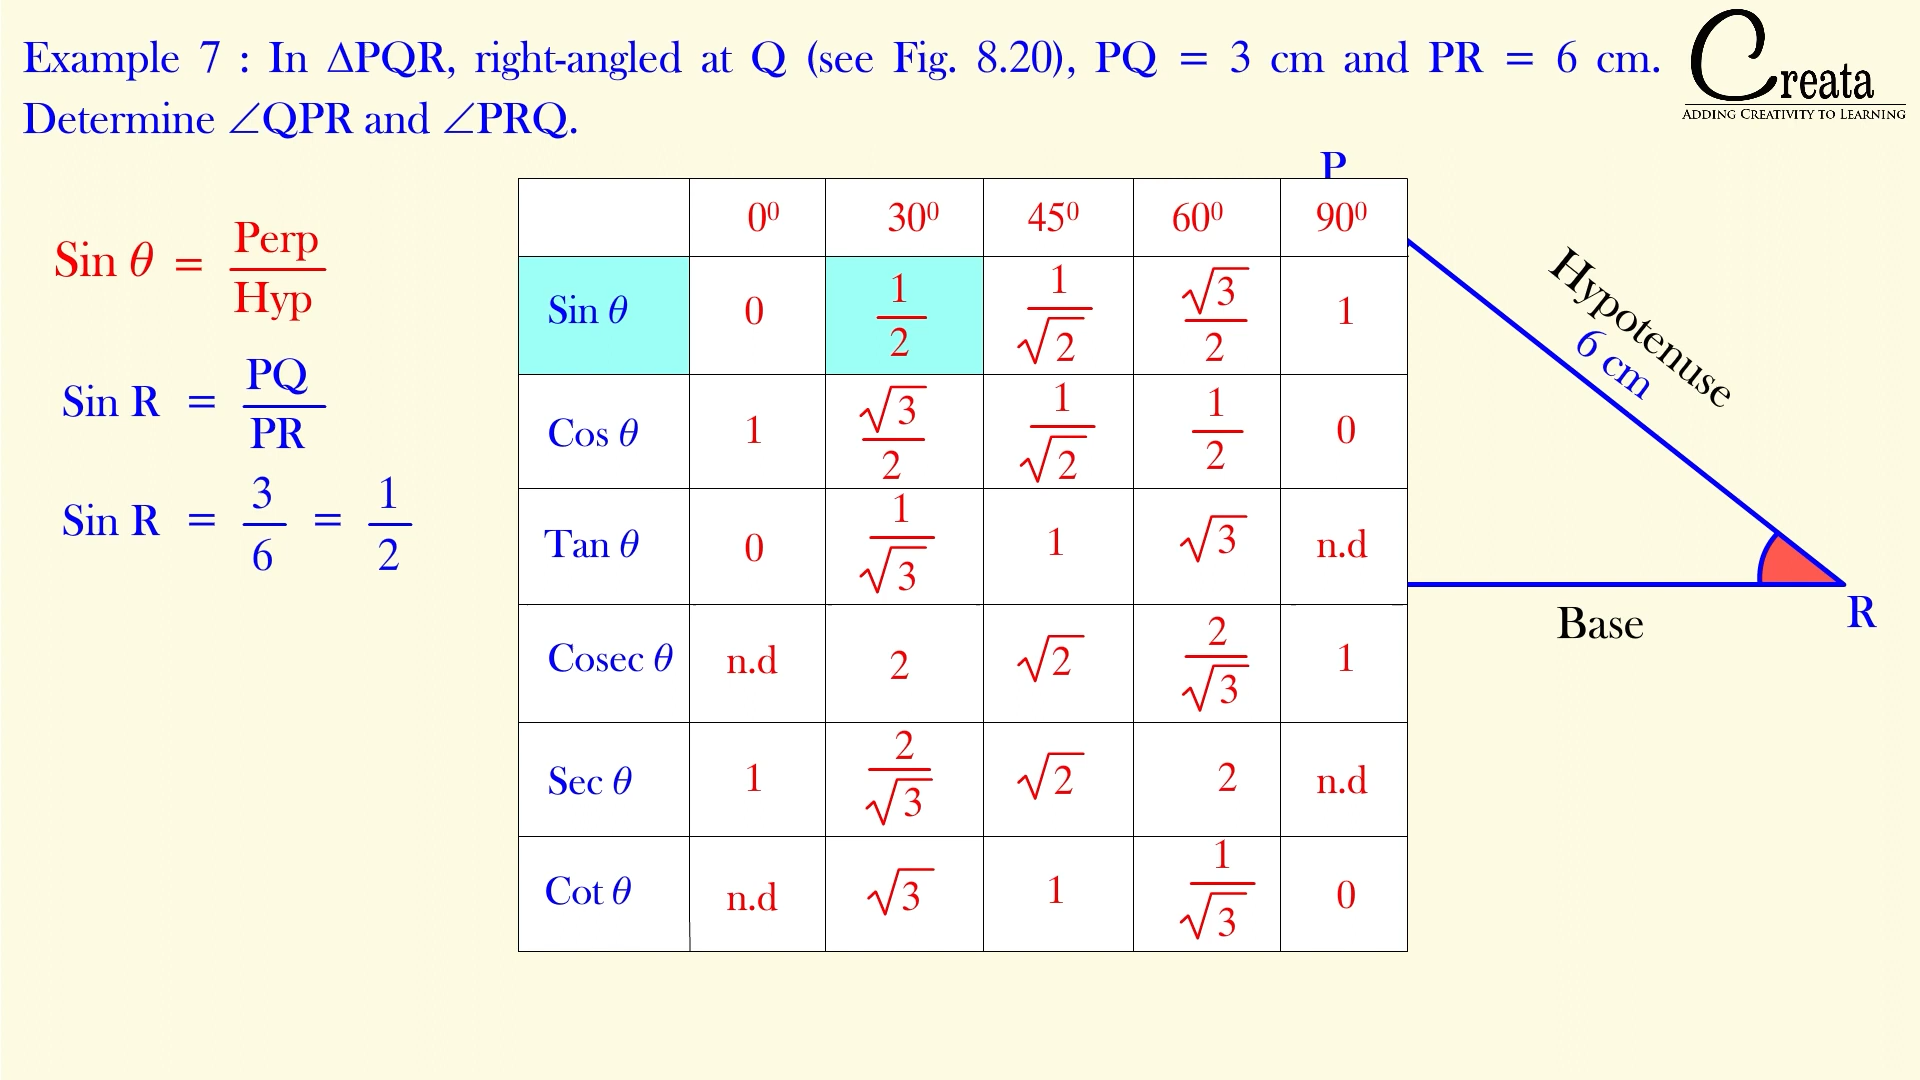 Example 7 : In ΔPQR, right-angled at Q (see Fig. 8.20), PQ = 3 cm and PR = 6 cm.
Determine ∠QPR and ∠PRQ.
Creata
ADDING CREATIVITY TO LEARNING
P
Sin θ = Perp/Hyp
Sin R = PQ/PR
Sin R = 3/6 = 1/2
0⁰ 30⁰ 45⁰ 60⁰ 90⁰
Sin θ 0 1/2 1/√2 √3/2 1
Cos θ 1 √3/2 1/√2 1/2 0
Tan θ 0 1/√3 1 √3 n.d
Cosec θ n.d 2 √2 2/√3 1
Sec θ 1 2/√3 √2 2 n.d
Cot θ n.d √3 1 1/√3 0
Hypotenuse
6 cm
R
Base